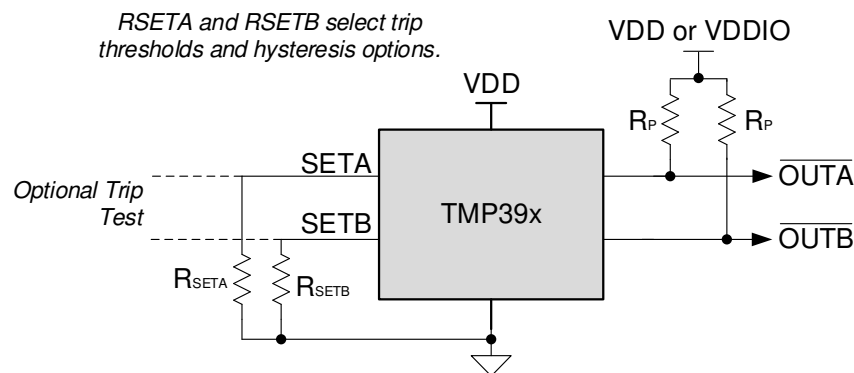 RSETA and RSETB select trip
thresholds and hysteresis options.
VDD or VDDIO
VDD
RP
RP
SETA
OUTA
Optional Trip
Test
TMP39x
SETB
OUTB
RSETA
RSETB